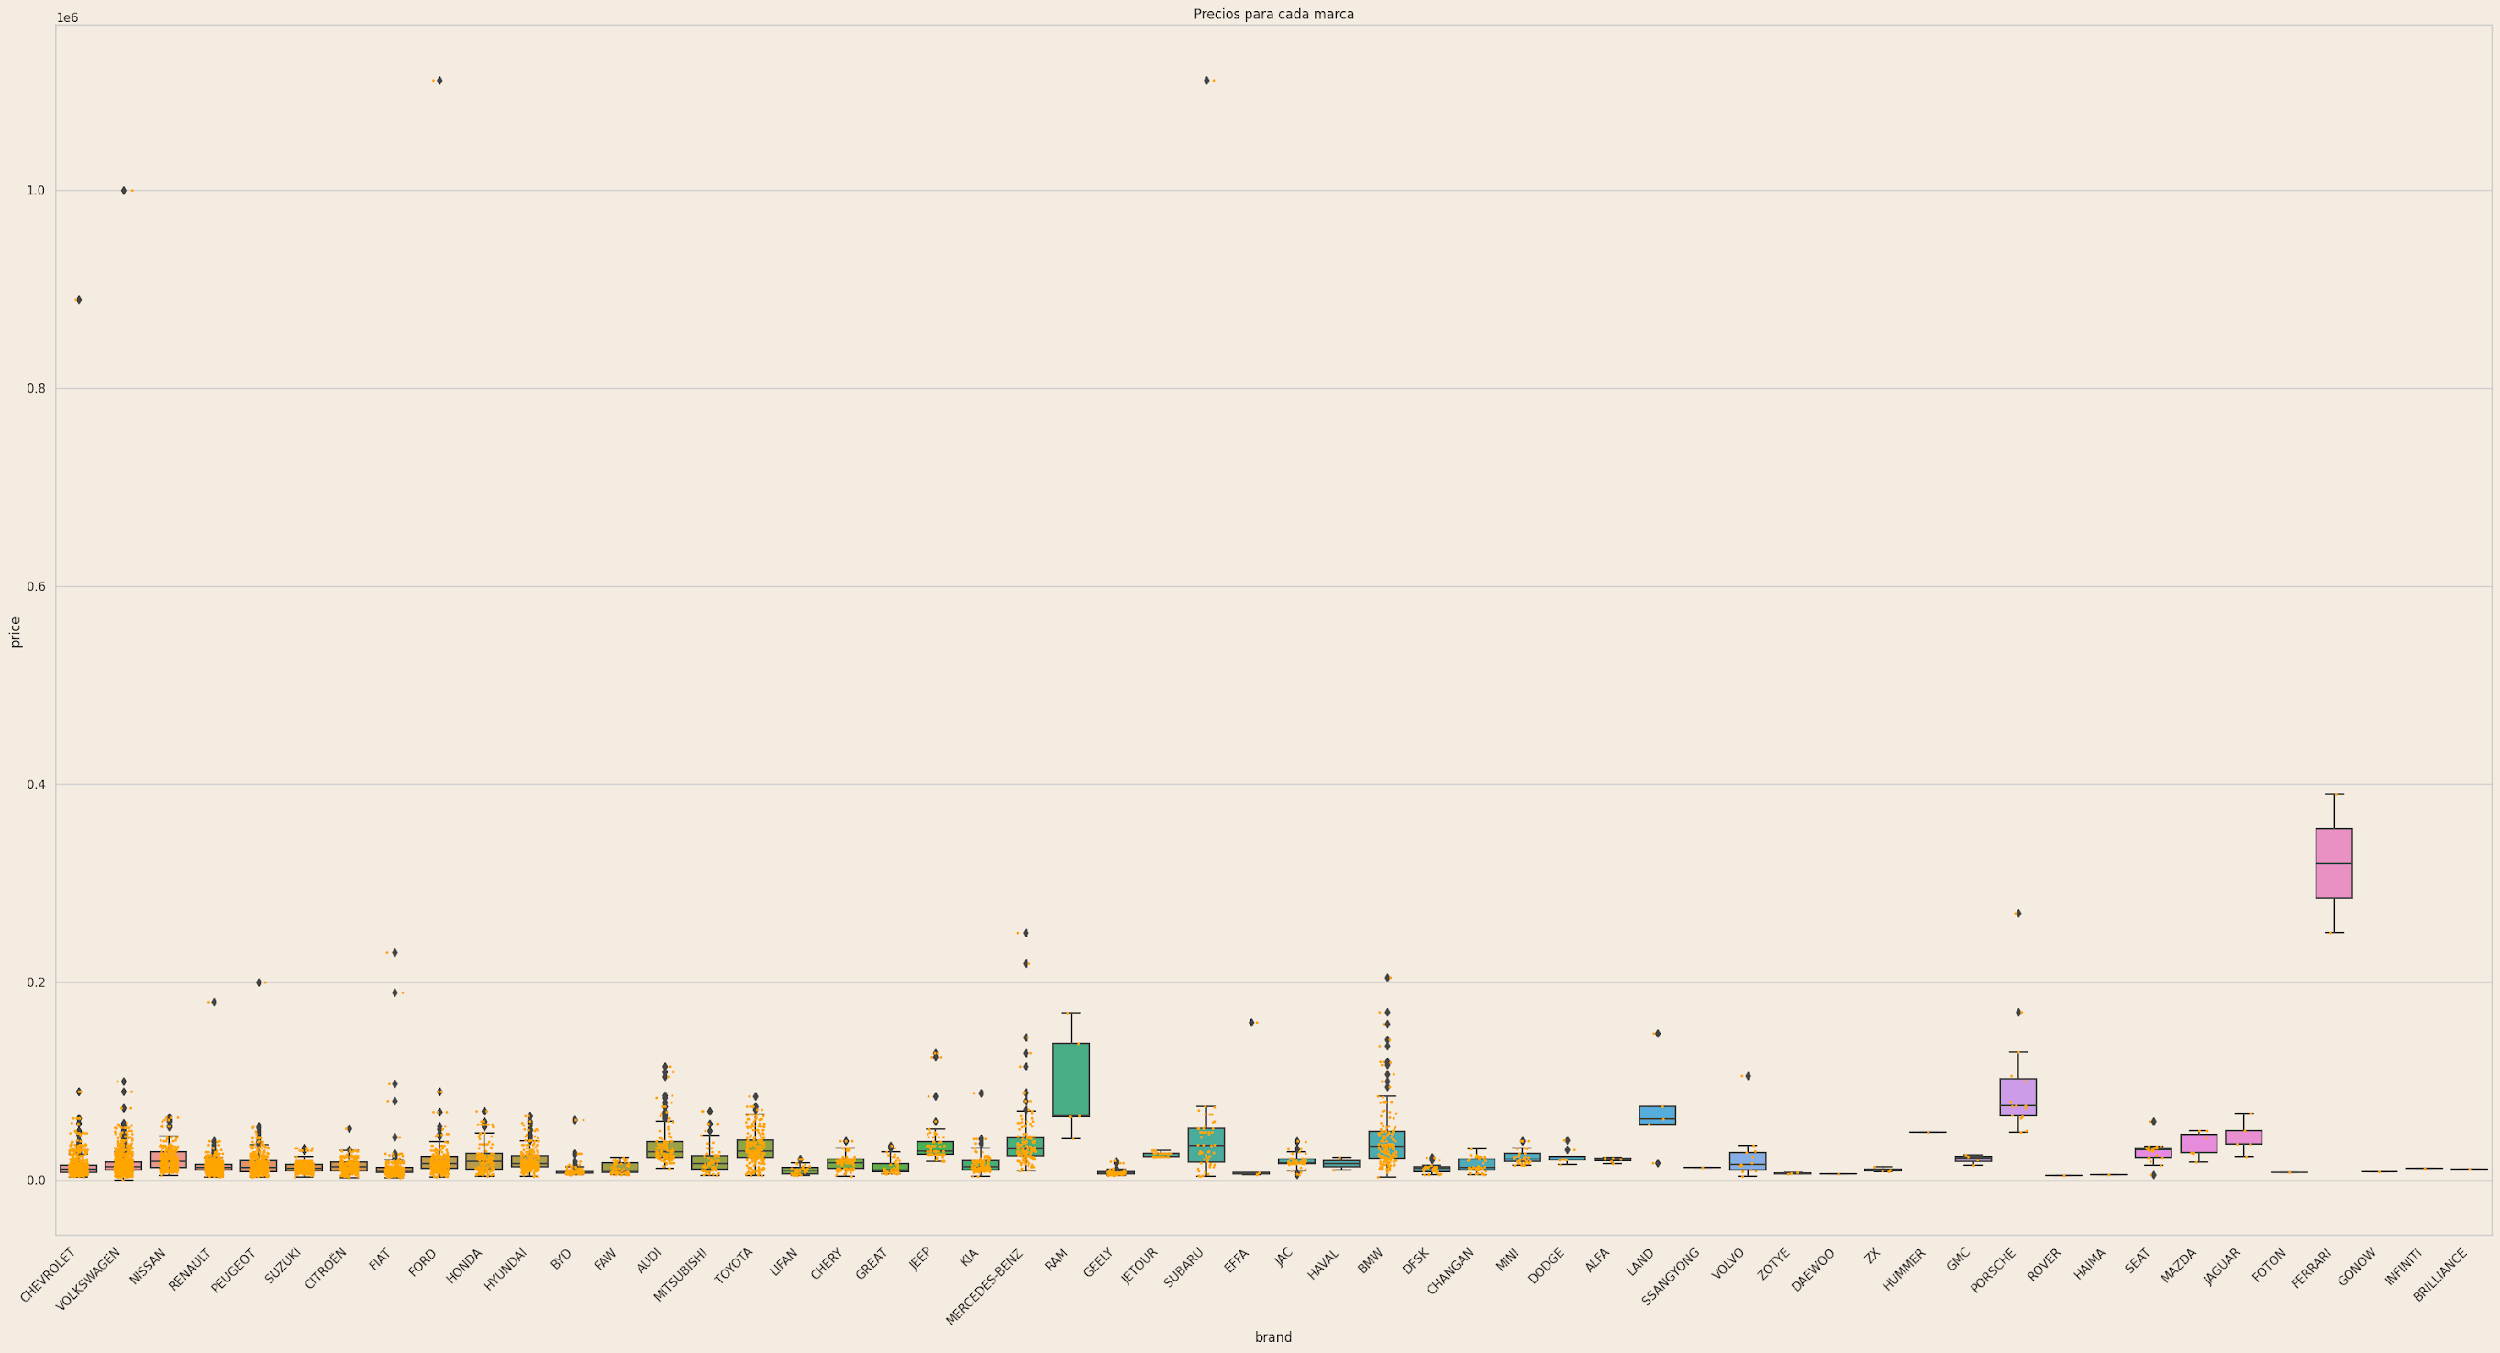 Precios para cada marca
1e6
1.0
0.8
0.6
0.4
0.2
0.0
price
CHEVROLET
VOLKSWAGEN
NISSAN
RENAULT
PEUGEOT
SUZUKI
CITROËN
FIAT
FORD
HONDA
HYUNDAI
BYD
FAW
AUDI
MITSUBISHI
TOYOTA
LIFAN
CHERY
GREAT
JEEP
KIA
MERCEDES-BENZ
RAM
GEELY
JETOUR
SUBARU
EFFA
JAC
HAVAL
BMW
DFSK
CHANGAN
MINI
DODGE
ALFA
LAND
SSANGYONG
VOLVO
ZOTYE
DAEWOO
ZX
HUMMER
GMC
PORSCHE
ROVER
HAIMA
SEAT
MAZDA
JAGUAR
FOTON
FERRARI
GONOW
INFINITI
BRILLIANCE
brand